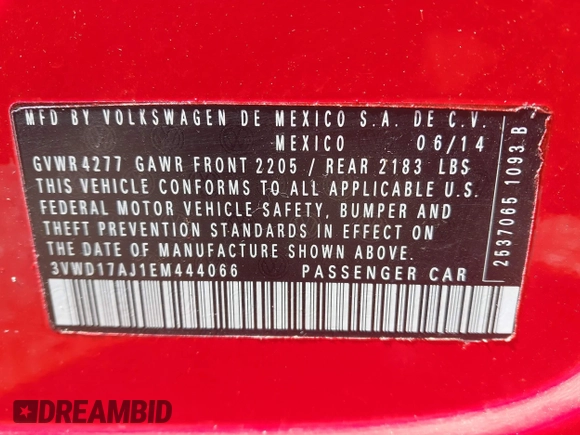 MFD BY VOLKSWAGEN DE MEXICO S.A. DE C.V.
MEXICO 06/14
GVWR 4277 GAWR FRONT 2205 / REAR 2183 LBS
THIS VEHICLE CONFORMS TO ALL APPLICABLE U.S.
FEDERAL MOTOR VEHICLE SAFETY, BUMPER AND
THEFT PREVENTION STANDARDS IN EFFECT ON
THE DATE OF MANUFACTURE SHOWN ABOVE.
3VWD17AJ1EM444066 PASSENGER CAR
2537065 1093 B
DREAMBID